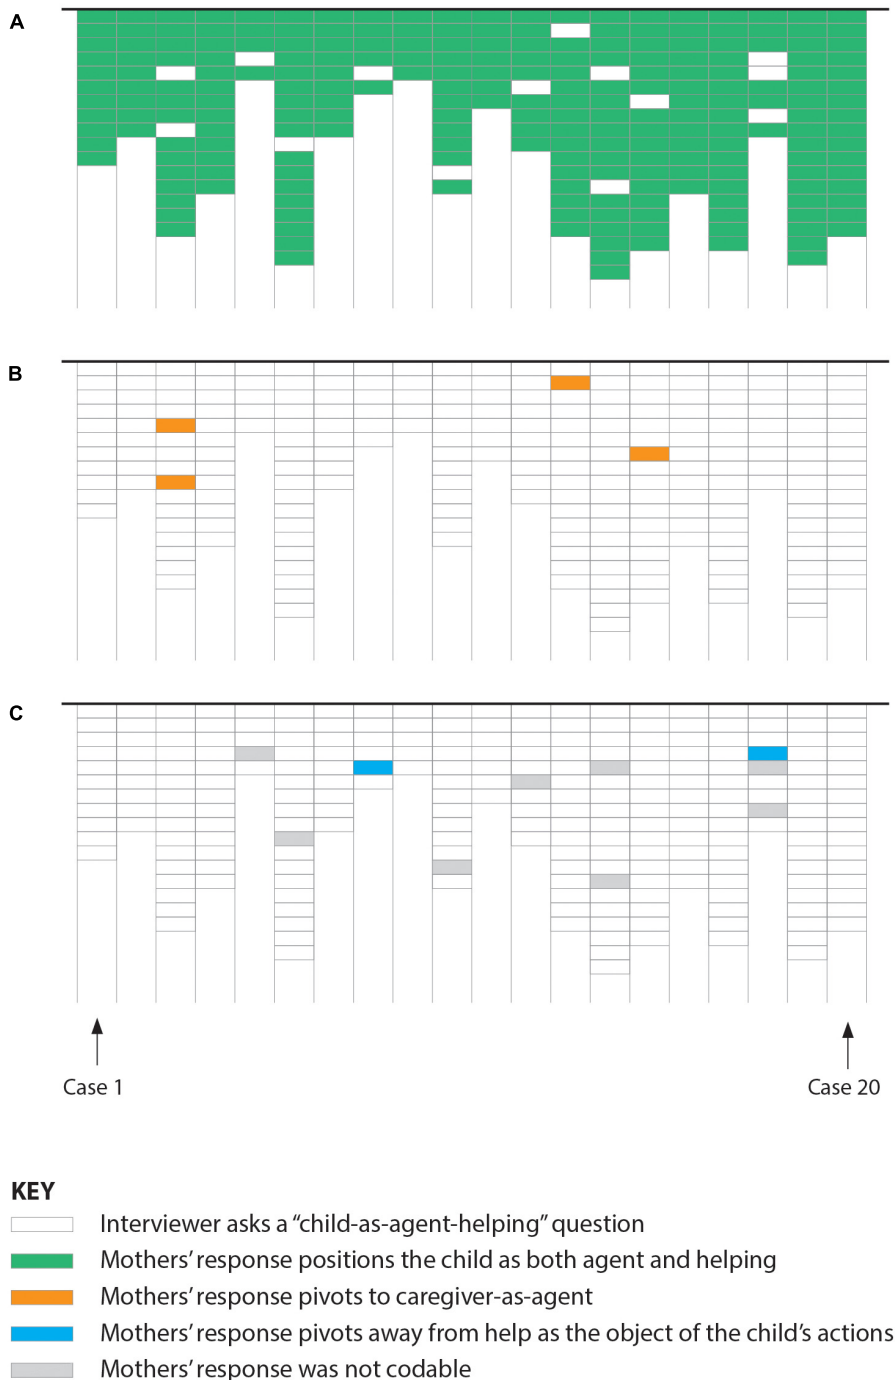 A
B
C
Case 1
Case 20
KEY
Interviewer asks a “child-as-agent-helping” question
Mothers’ response positions the child as both agent and helping
Mothers’ response pivots to caregiver-as-agent
Mothers’ response pivots away from help as the object of the child’s actions
Mothers’ response was not codable